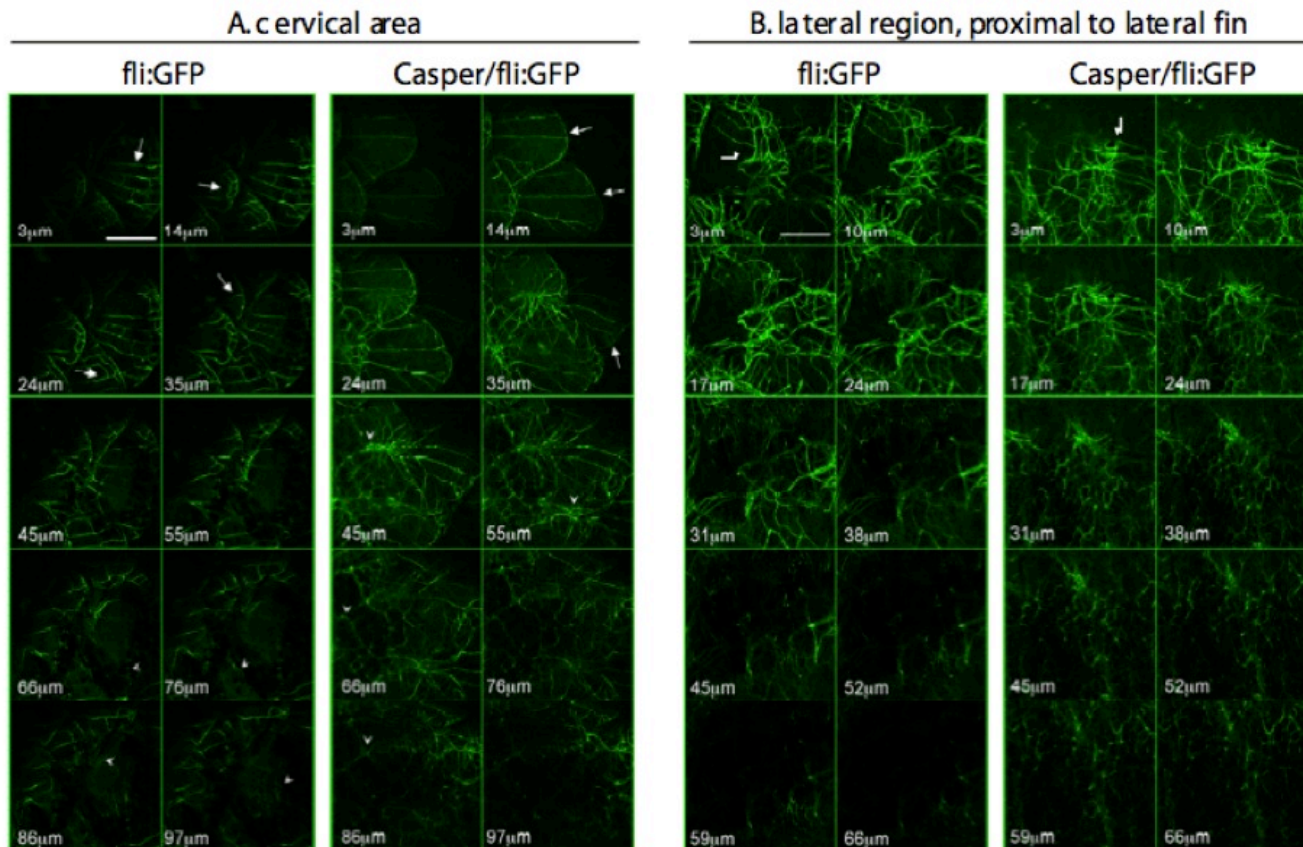 A. cervical area
B. lateral region, proximal to lateral fin
fli:GFP
Casper/fli:GFP
fli:GFP
Casper/fli:GFP
3µm 14µm 3µm 14µm 3µm 10µm 3µm 10µm
24µm 35µm 24µm 35µm 17µm 24µm 17µm 24µm
45µm 55µm 45µm 55µm 31µm 38µm 31µm 38µm
66µm 76µm 66µm 76µm 45µm 52µm 45µm 52µm
86µm 97µm 86µm 97µm 59µm 66µm 59µm 66µm